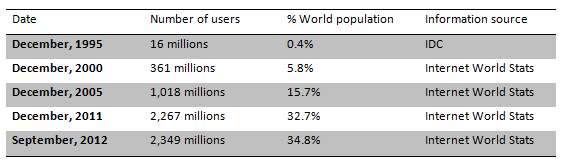 Date Number of users % World population Information source
December, 1995 16 millions 0.4% IDC
December, 2000 361 millions 5.8% Internet World Stats
December, 2005 1,018 millions 15.7% Internet World Stats
December, 2011 2,267 millions 32.7% Internet World Stats
September, 2012 2,349 millions 34.8% Internet World Stats